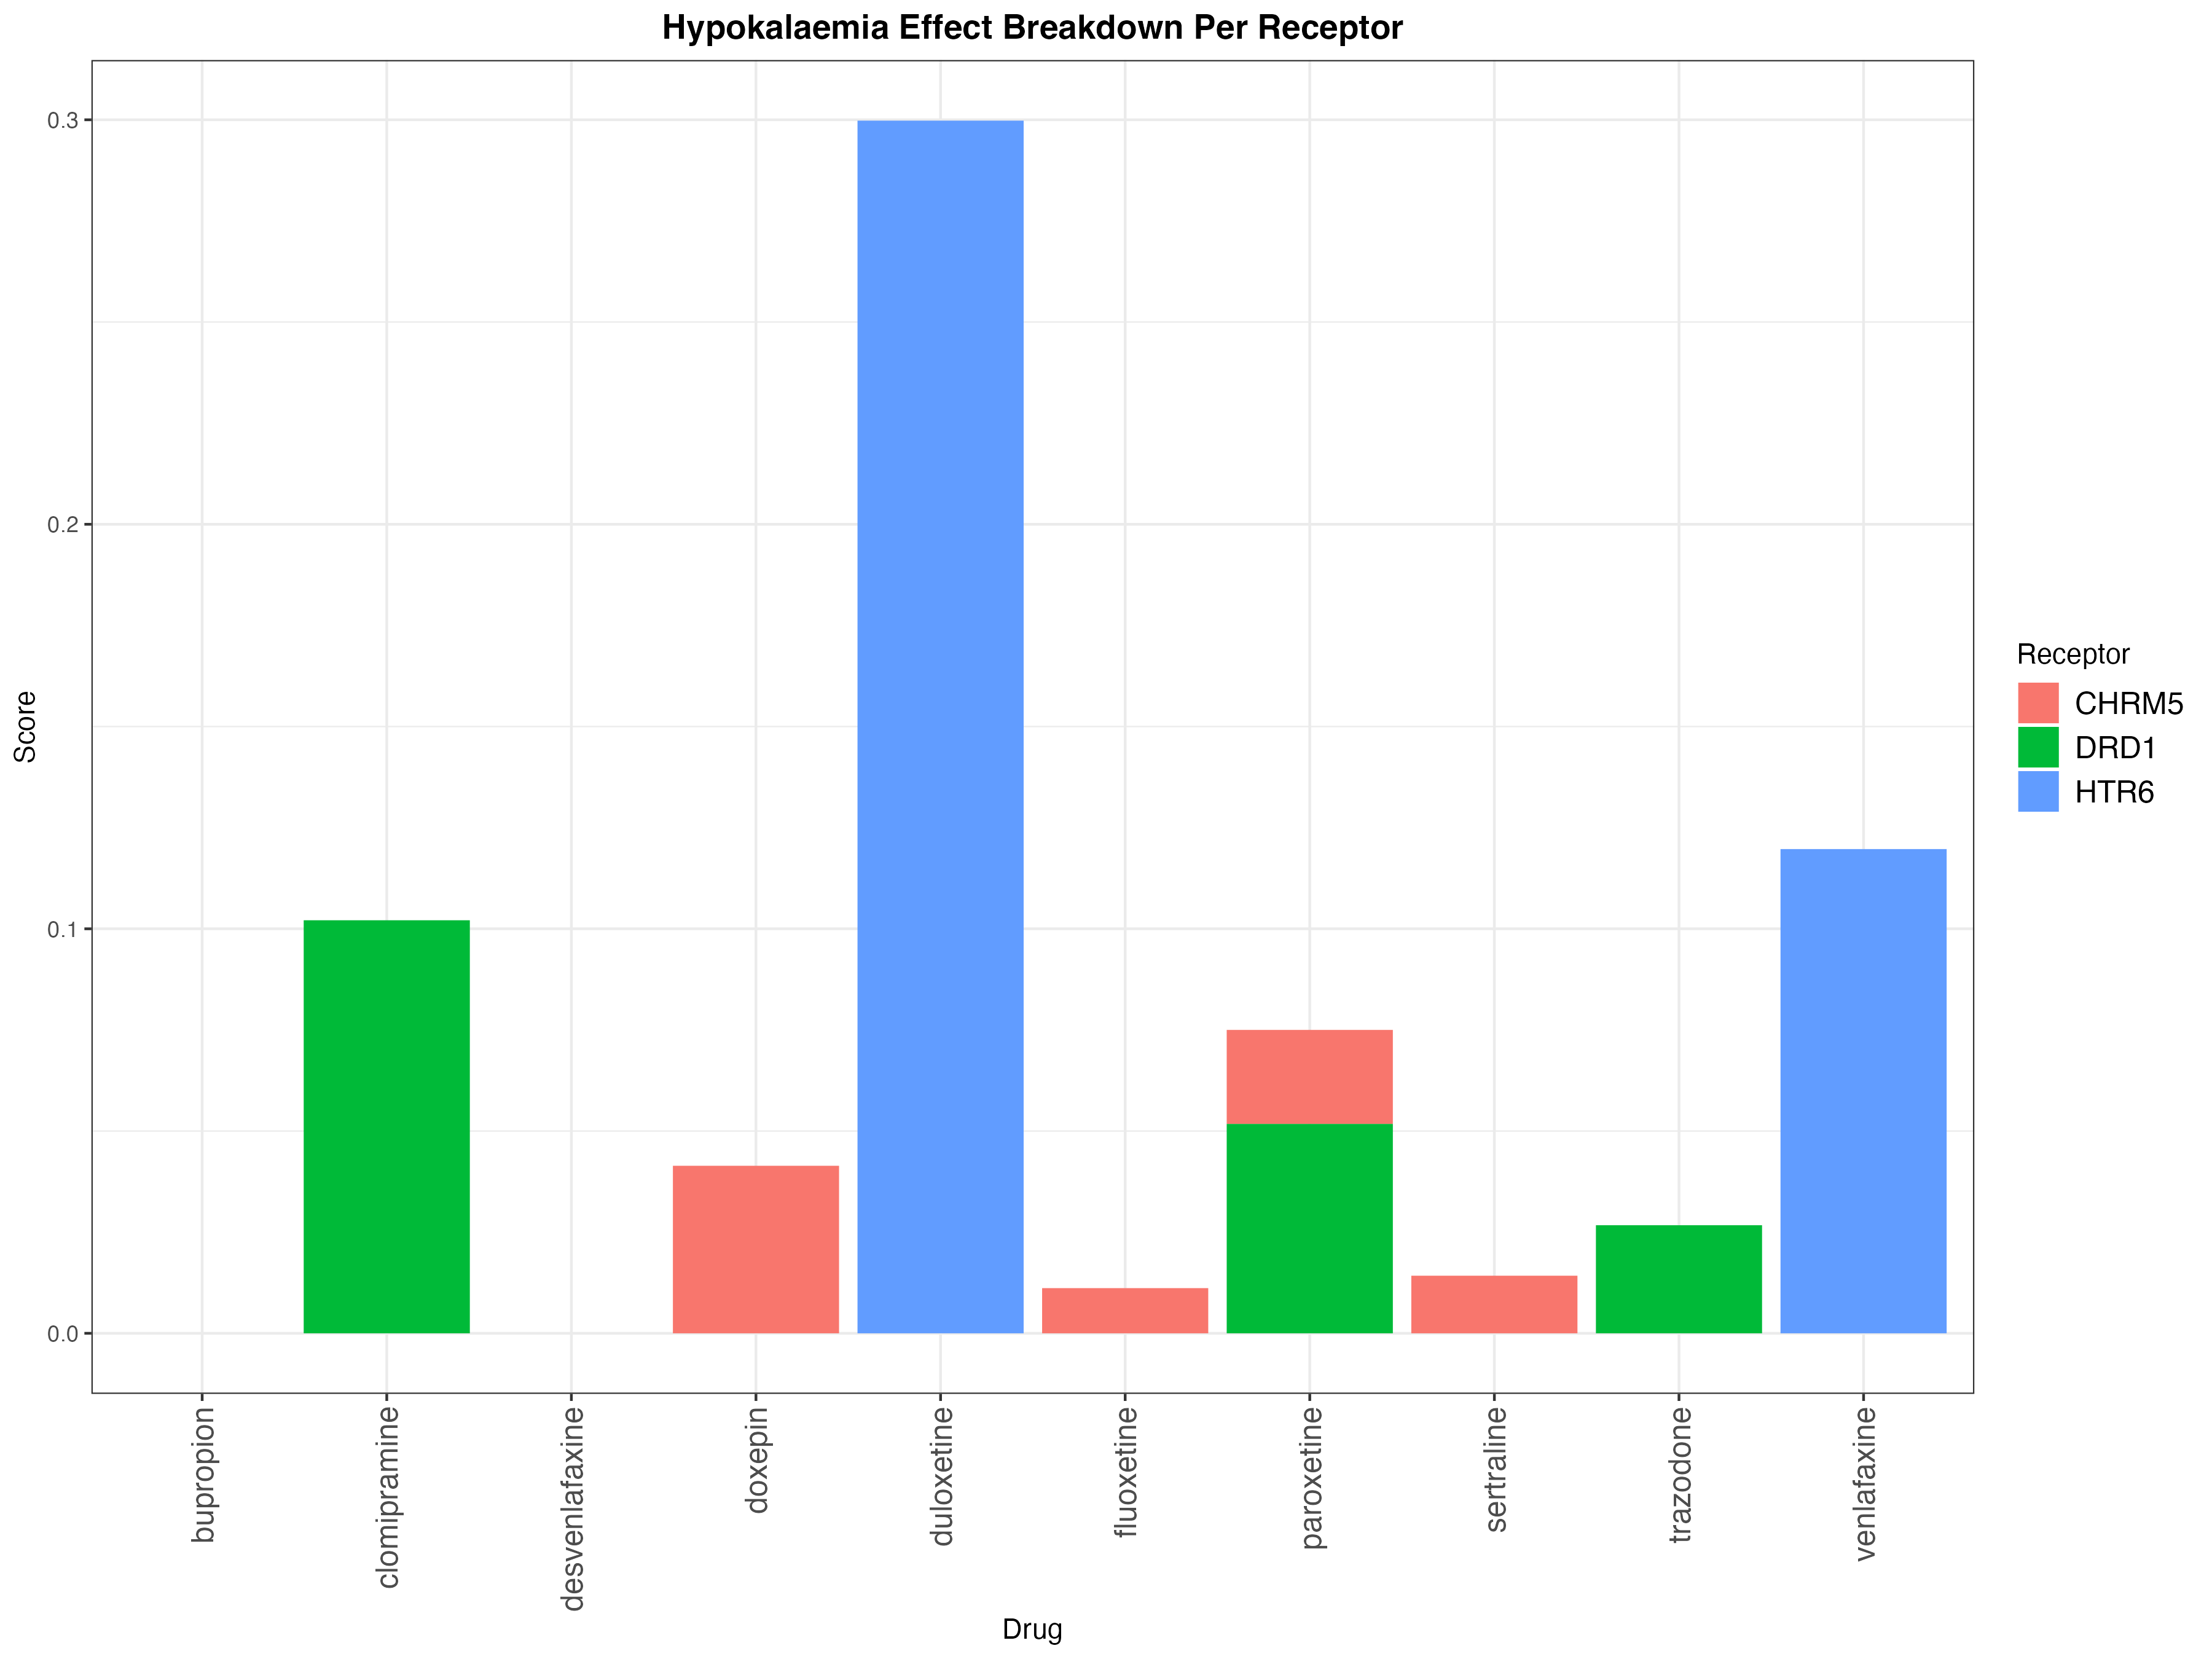 Hypokalaemia Effect Breakdown Per Receptor
Score
0.3
0.2
0.1
0.0
bupropion
clomipramine
desvenlafaxine
doxepin
duloxetine
fluoxetine
paroxetine
sertraline
trazodone
venlafaxine
Drug
Receptor
CHRM5
DRD1
HTR6